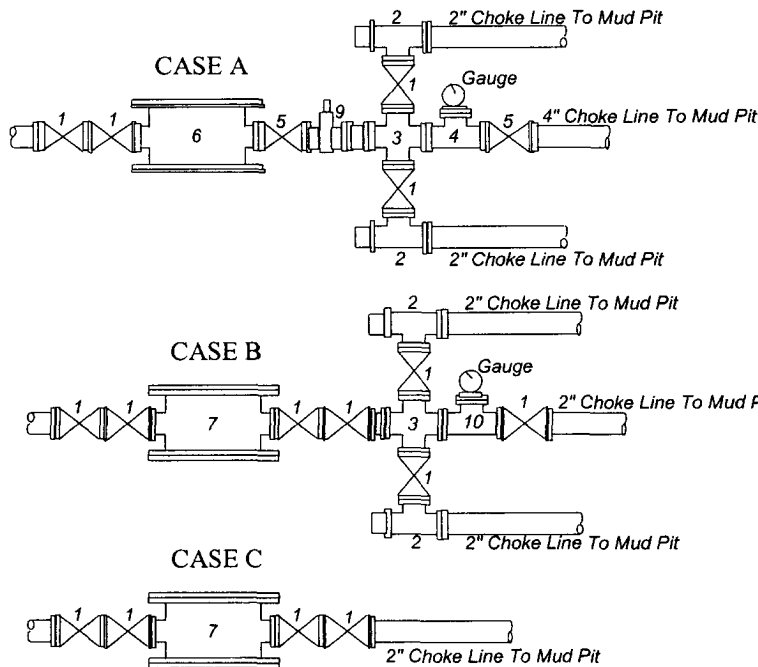 2 2" Choke Line To Mud Pit
CASE A
1 Gauge
1 1 5 9 4" Choke Line To Mud Pit
6 3 4 5
1
2 2" Choke Line To Mud Pit
2 2" Choke Line To Mud Pit
CASE B
1 Gauge
1 1 1 1 1 2" Choke Line To Mud P
7 3 10
1
2 2" Choke Line To Mud Pit
CASE C
1 1 1 1
7
2" Choke Line To Mud Pit